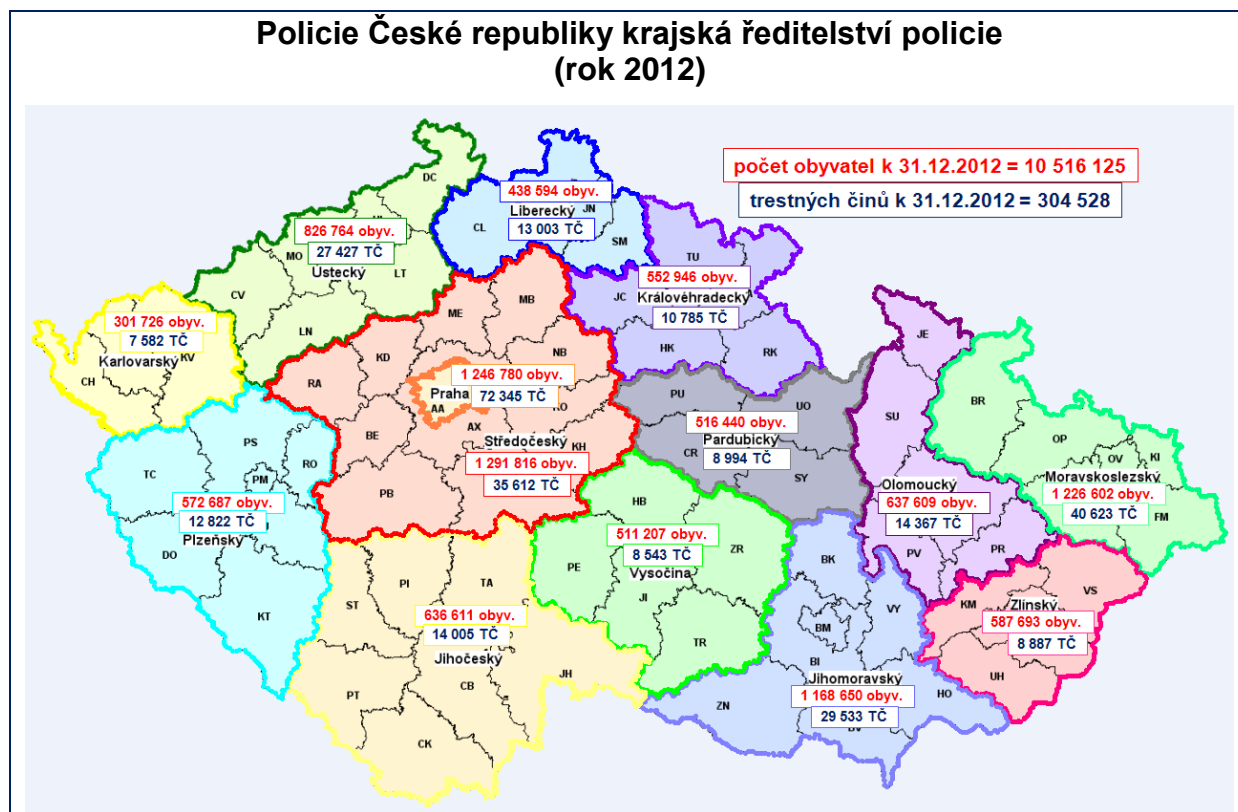 Policie České republiky krajská ředitelství policie
(rok 2012)
počet obyvatel k 31.12.2012 = 10 516 125
trestných činů k 31.12.2012 = 304 528
DC
438 594 obyv.
Liberecký
JN
CL
13 003 TČ
SM
826 764 obyv.
27 427 TČ
MO
Ústecký
LT
CV
LN
TU
552 946 obyv.
JC
Královéhradecký
10 785 TČ
HK
RK
301 726 obyv.
7 582 TČ
KV
Karlovarský
CH
MB
ME
NB
KD
RA
1 246 780 obyv.
Praha
72 345 TČ
AA
KO
AX
BE
Středočeský
KH
1 291 816 obyv.
35 612 TČ
PB
JE
SU
PU
UO
516 440 obyv.
Pardubický
CR
8 994 TČ
SY
BR
OP
OV
KI
Moravskoslezský
1 226 602 obyv.
40 623 TČ
FM
Olomoucký
637 609 obyv.
14 367 TČ
PV
PR
PS
TC
RO
PM
572 687 obyv.
12 822 TČ
Plzeňský
DO
KT
HB
511 207 obyv.
8 543 TČ
ZR
PE
Vysočina
JI
TR
PI
TA
ST
636 611 obyv.
14 005 TČ
Jihočeský
JH
PT
CB
CK
BK
VY
BM
BI
Jihomoravský
1 168 650 obyv.
HO
ZN
29 533 TČ
VS
KM
Zlínský
587 693 obyv.
8 887 TČ
UH